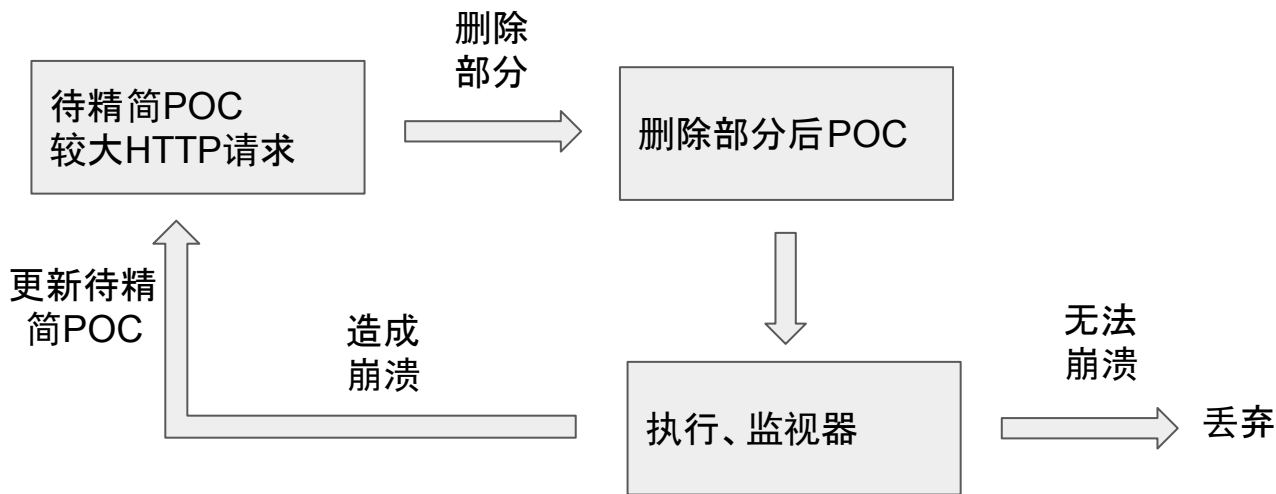 删除
部分
待精简POC
较大HTTP请求
删除部分后POC
更新待精
简POC
造成
崩溃
无法
崩溃
执行、监视器
丢弃